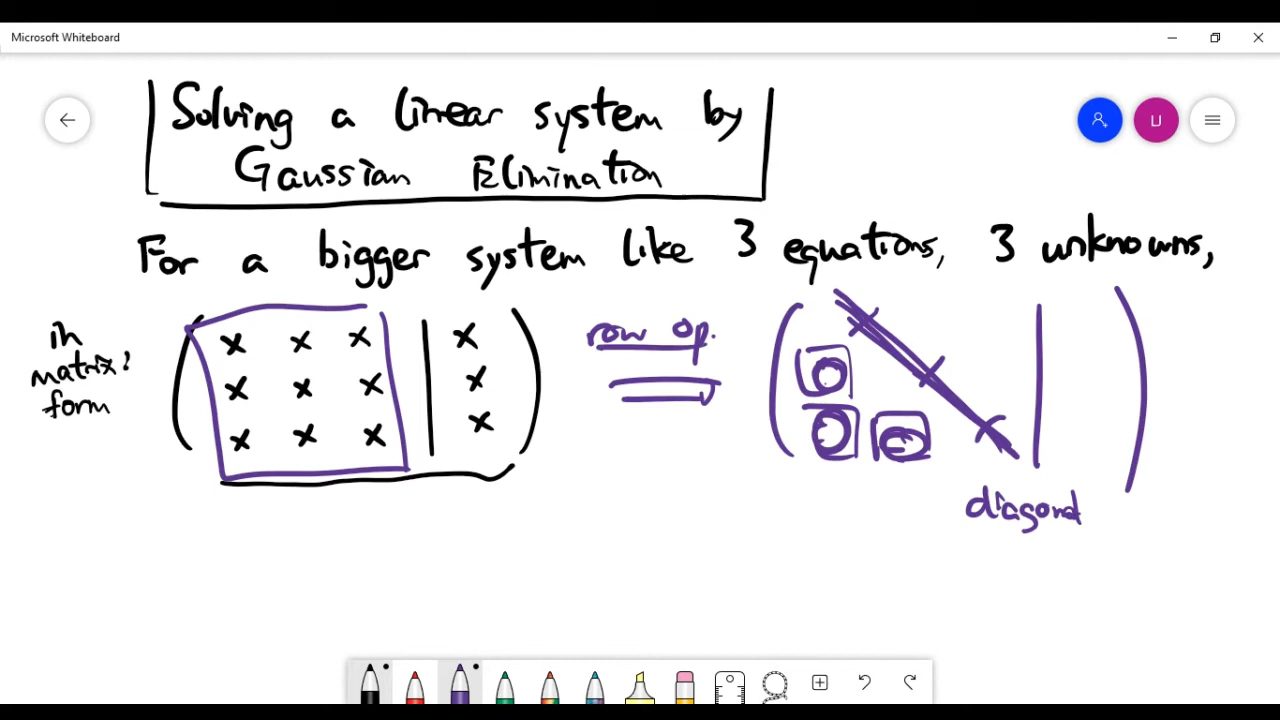 Microsoft Whiteboard
Solving a linear system by
Gaussian Elimination
For a bigger system like 3 equations, 3 unknowns,
in
matrix:
form
x x x | x
x x x | x
x x x | x
row op.
x
0 x
0 0 x
diagonal
LJ